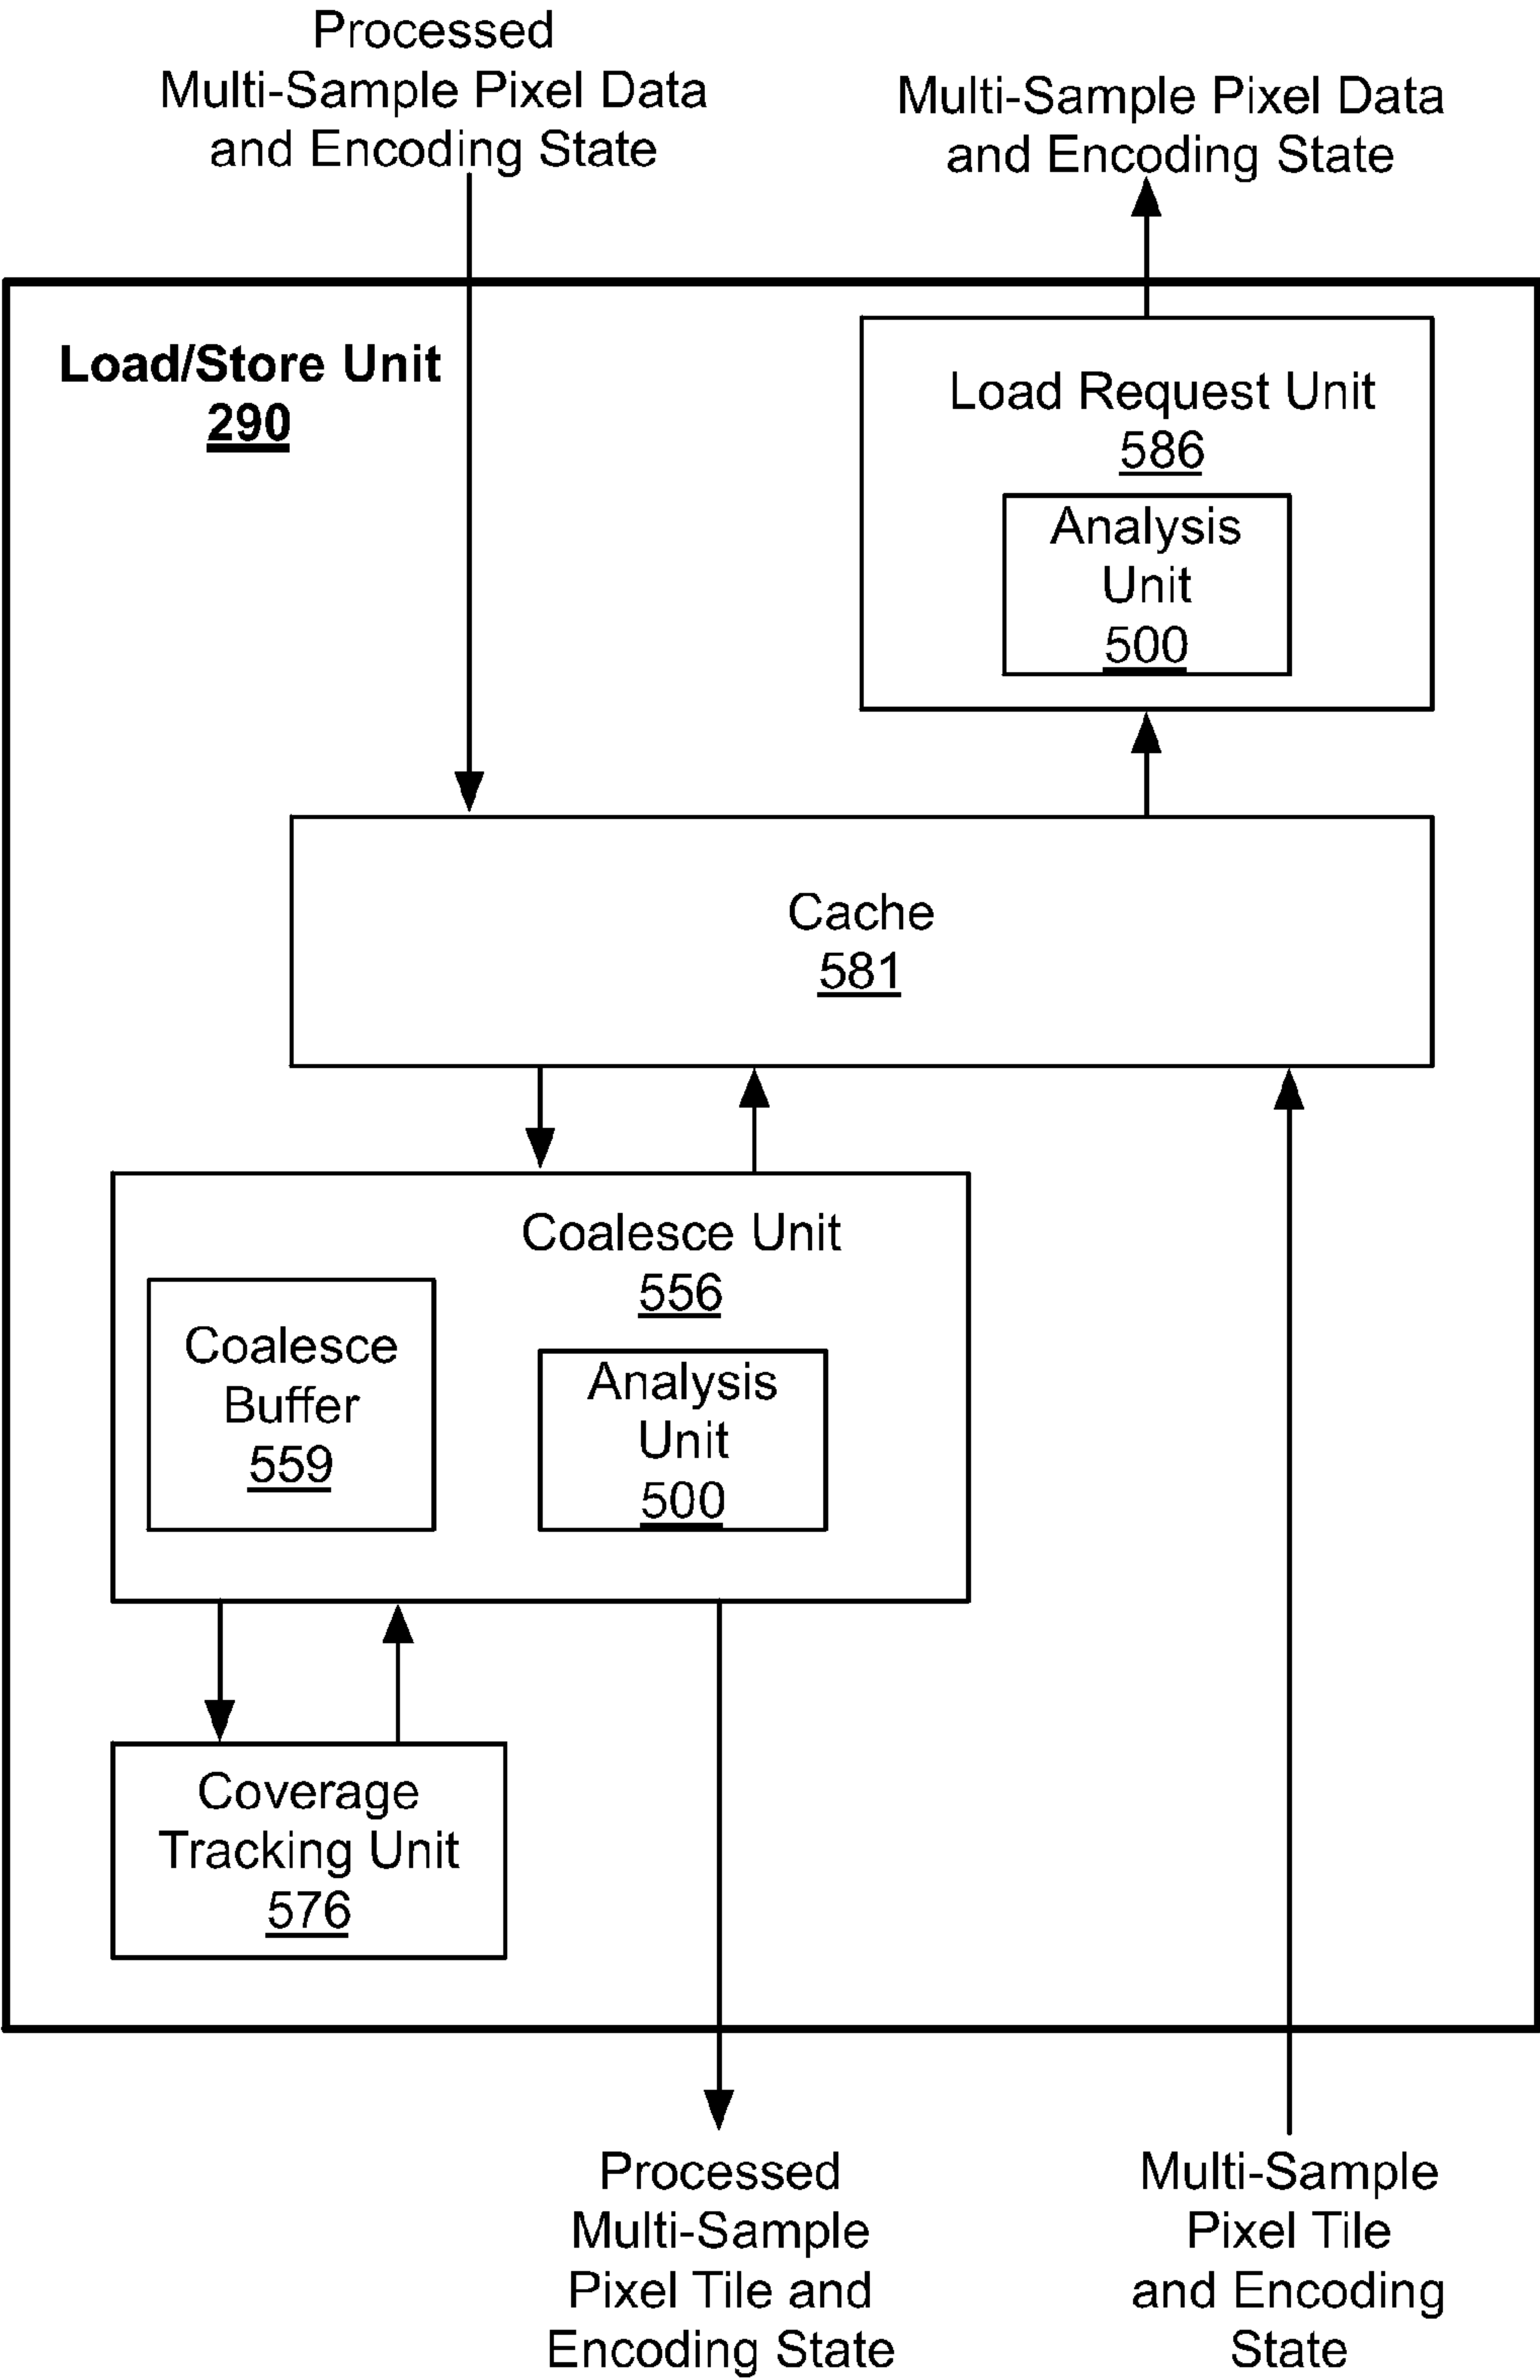 Processed
Multi-Sample Pixel Data
and Encoding State
Multi-Sample Pixel Data
and Encoding State
Load/Store Unit
290
Load Request Unit
586
Analysis
Unit
500
Cache
581
Coalesce Unit
556
Coalesce
Buffer
559
Analysis
Unit
500
Coverage
Tracking Unit
576
Processed
Multi-Sample
Pixel Tile and
Encoding State
Multi-Sample
Pixel Tile
and Encoding
State